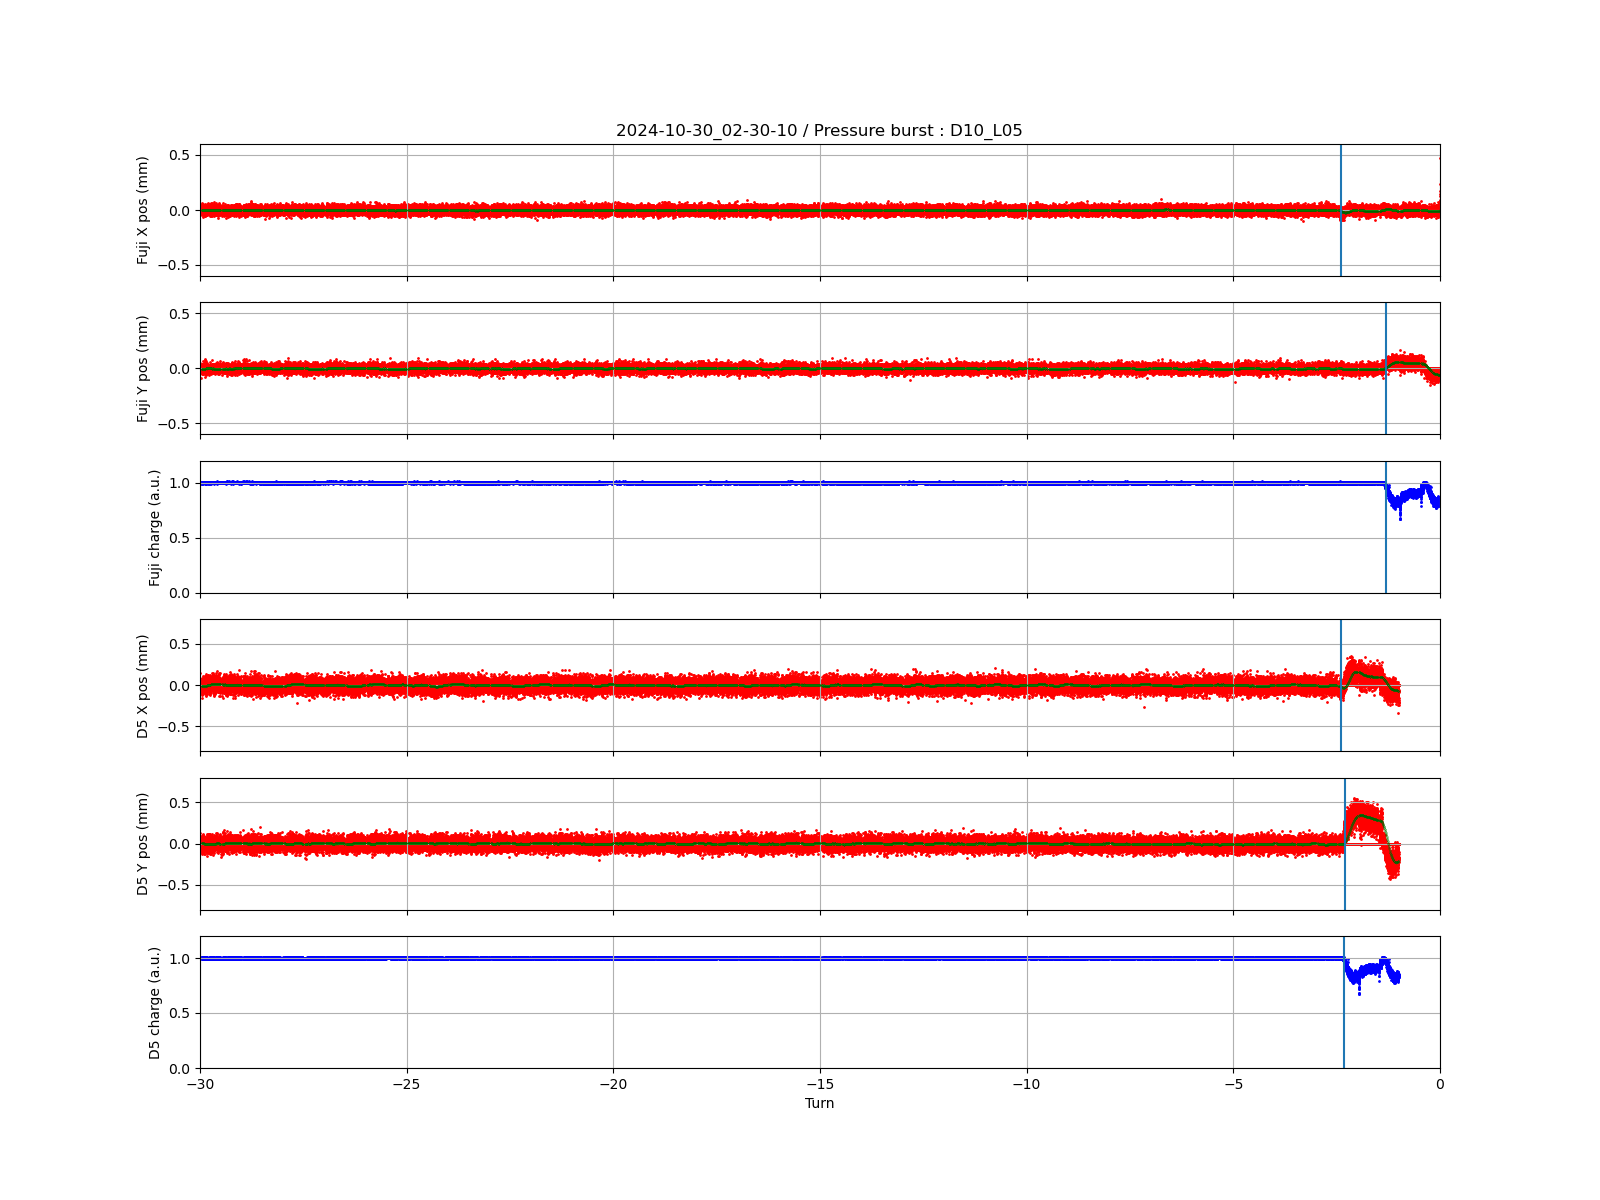 2024-10-30_02-30-10 / Pressure burst : D10_L05
Fuji X pos (mm)
0.5
0.0
−0.5
Fuji Y pos (mm)
0.5
0.0
−0.5
Fuji charge (a.u.)
1.0
0.5
0.0
D5 X pos (mm)
0.5
0.0
−0.5
D5 Y pos (mm)
0.5
0.0
−0.5
D5 charge (a.u.)
1.0
0.5
0.0
−30 −25 −20 −15 −10 −5 0
Turn